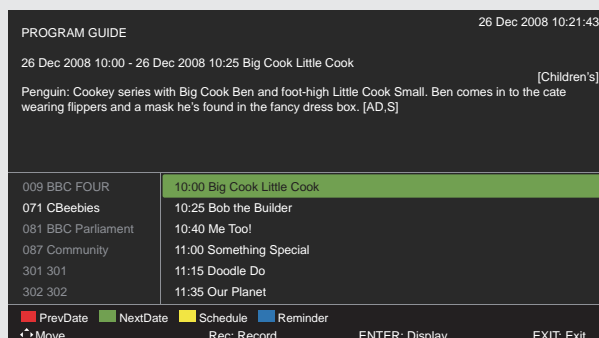 26 Dec 2008 10:21:43
PROGRAM GUIDE
26 Dec 2008 10:00 - 26 Dec 2008 10:25 Big Cook Little Cook
[Children's]
Penguin: Cookey series with Big Cook Ben and foot-high Little Cook Small. Ben comes in to the cate
wearing flippers and a mask he's found in the fancy dress box. [AD,S]
009 BBC FOUR 10:00 Big Cook Little Cook
071 CBeebies 10:25 Bob the Builder
081 BBC Parliament 10:40 Me Too!
087 Community 11:00 Something Special
301 301 11:15 Doodle Do
302 302 11:35 Our Planet
PrevDate NextDate Schedule Reminder
Move Rec: Record ENTER: Display EXIT: Exit